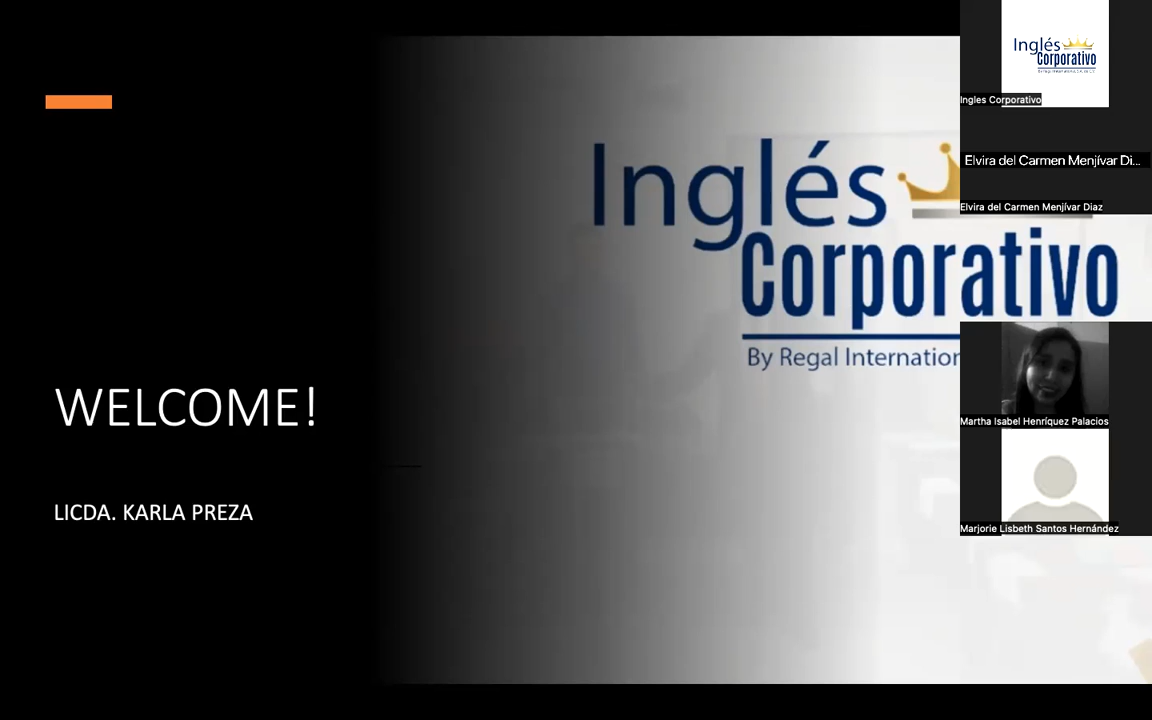 WELCOME!
LICDA. KARLA PREZA
Inglés
Corporativo
By Regal Internation
Inglés
Corporativo
Ingles Corporativo
Elvira del Carmen Menjívar Di...
Elvira del Carmen Menjívar Diaz
Martha Isabel Henríquez Palacios
Marjorie Lisbeth Santos Hernández